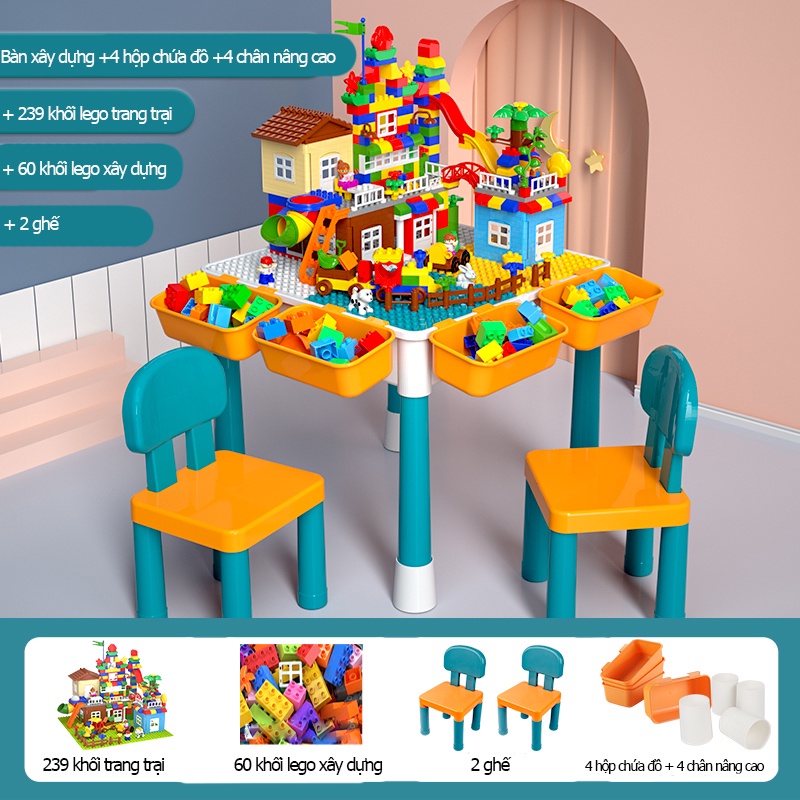 Bàn xây dựng +4 hộp chứa đồ +4 chân nâng cao
+ 239 khối lego trang trại
+ 60 khối lego xây dựng
+ 2 ghế
239 khối trang trại
60 khối lego xây dựng
2 ghế
4 hộp chứa đồ + 4 chân nâng cao